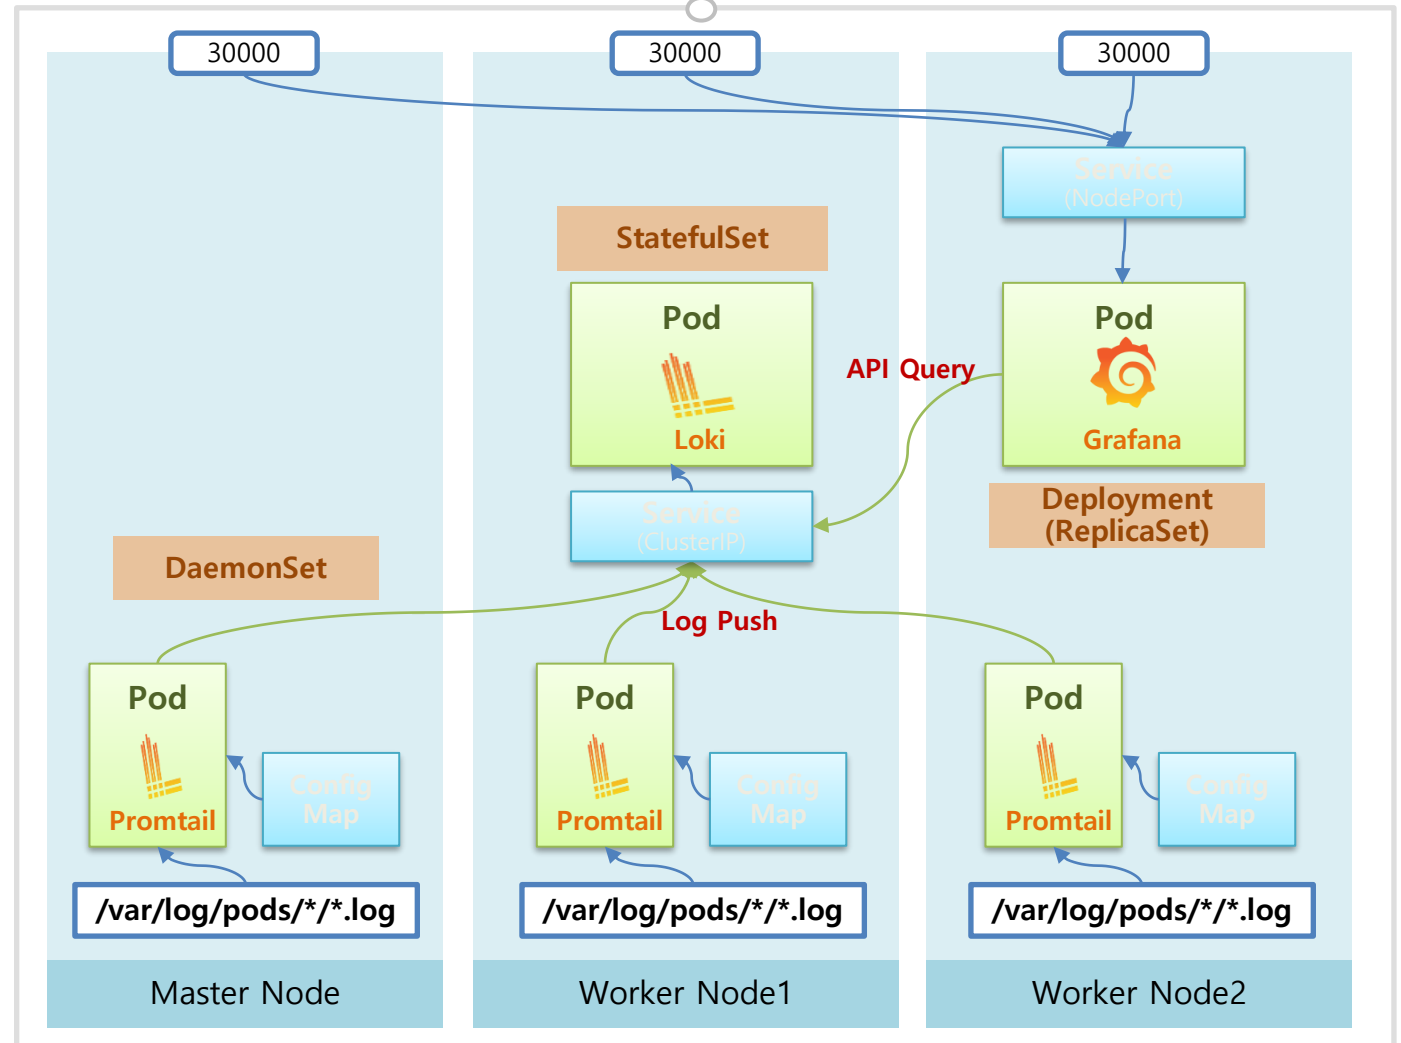 30000
30000
30000
Service
(NodePort)
StatefulSet
Pod
Loki
API Query
Pod
Grafana
Service
(ClusterIP)
Deployment
(ReplicaSet)
DaemonSet
Log Push
Pod
Promtail
Config
Map
Pod
Promtail
Config
Map
Pod
Promtail
Config
Map
/var/log/pods/*/*.log
/var/log/pods/*/*.log
/var/log/pods/*/*.log
Master Node
Worker Node1
Worker Node2